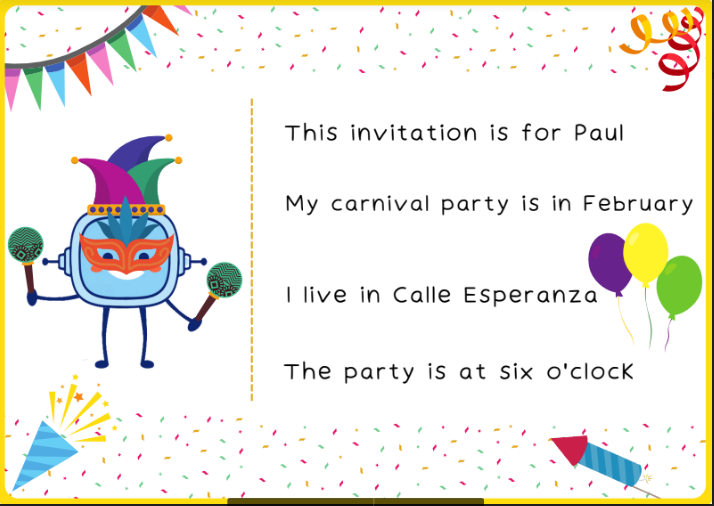 This invitation is for Paul
My carnival party is in February
I live in Calle Esperanza
The party is at six o'clock